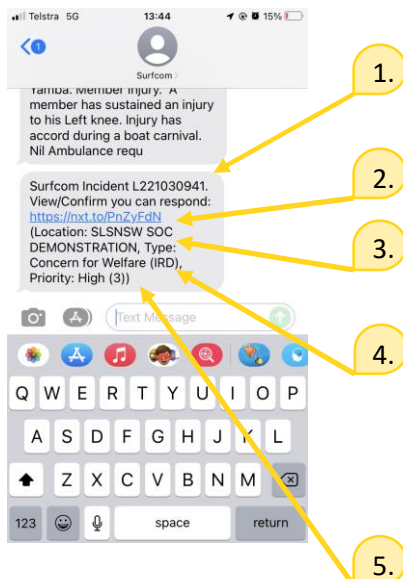 Telstra 5G 13:44 15%
1
Surfcom
Yamba. Member Injury. A
member has sustained an injury
to his Left knee. Injury has
accord during a boat carnival.
Nil Ambulance requ
Surfcom Incident L221030941.
View/Confirm you can respond:
https://nxt.to/PnZyFdN
(Location: SLSNSW SOC
DEMONSTRATION, Type:
Concern for Welfare (IRD),
Priority: High (3))
Text Message
Q W E R T Y U I O P
A S D F G H J K L
Z X C V B N M
123 space return
1.
2.
3.
4.
5.